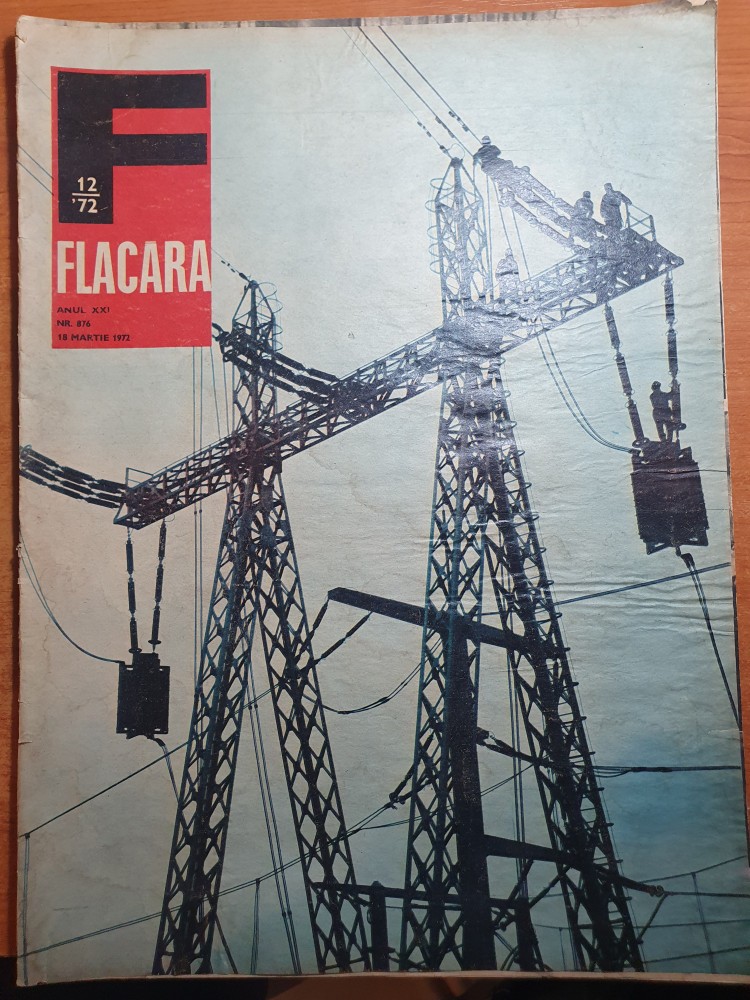 F
12
'72
FLACARA
ANUL XXI
NR. 876
18 MARTIE 1972